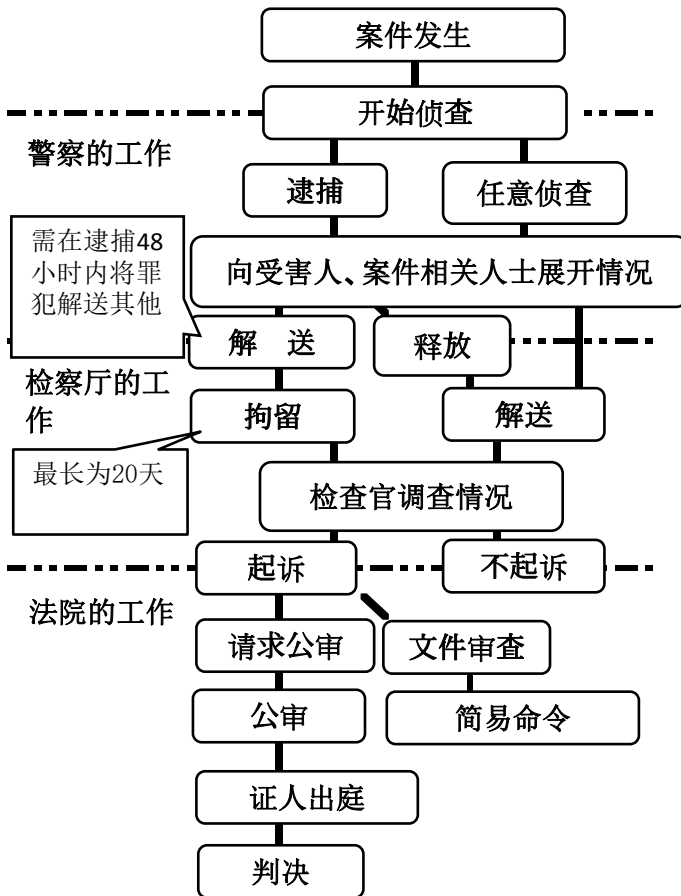 案件发生
开始侦查
警察的工作
逮捕
任意侦查
需在逮捕48
小时内将罪
犯解送其他
向受害人、案件相关人士展开情况
解　送
释放
检察厅的工
作
拘留
解送
最长为20天
检查官调查情况
起诉
不起诉
法院的工作
请求公审
文件审查
公审
简易命令
证人出庭
判决